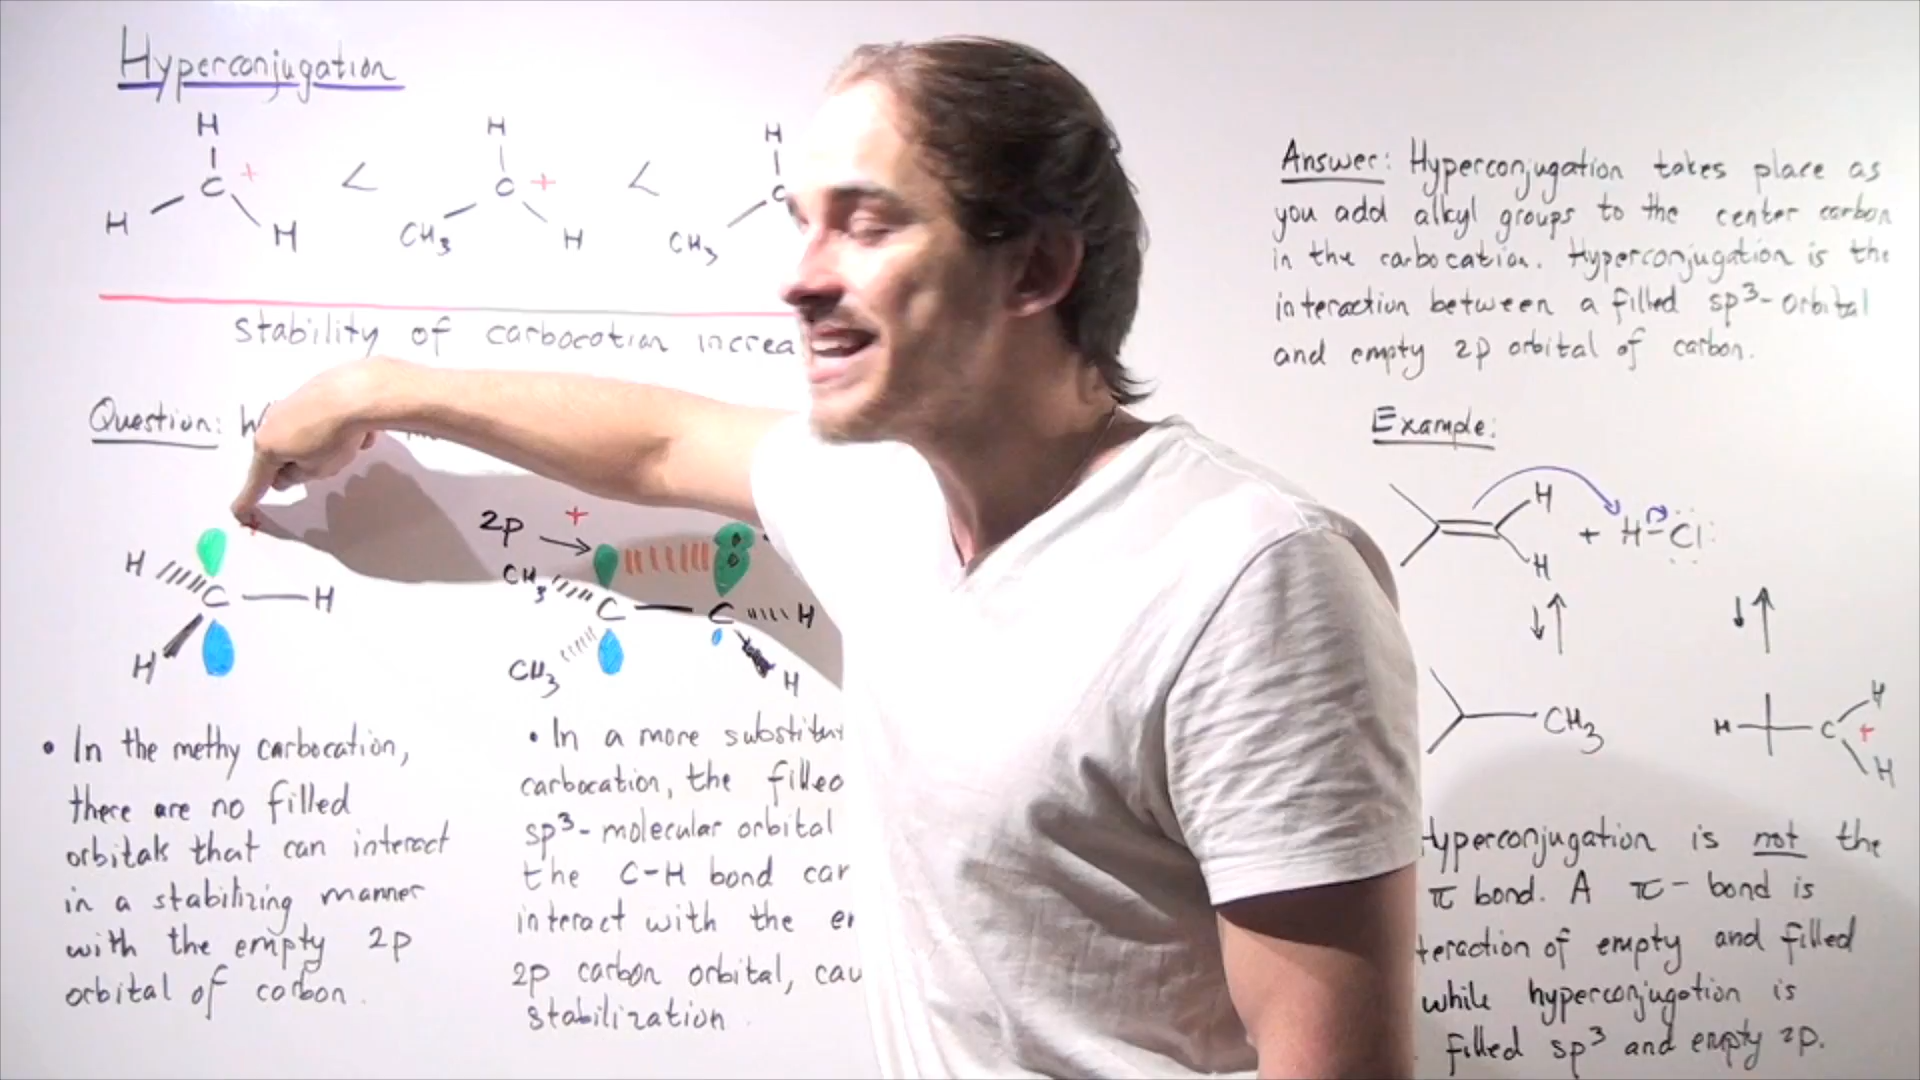 Hyperconjugation
H
C +
H
H
<
H
C +
CH3
H
<
H
C
CH3
stability of carbocation increa
Question:
+
H
C
H
H
2p
+
CH3
C
C
H
CH3
H
• In the methy carbocation,
there are no filled
orbitals that can interact
in a stabilizing manner
with the empty 2p
orbital of carbon.
• In a more substitu
carbocation, the filled
sp3- molecular orbital
the C-H bond can
interact with the em
2p carbon orbital, cau
stabilization
Answer: Hyperconjugation takes place as
you add alkyl groups to the center carbon
in the carbocation. Hyperconjugation is the
interaction between a filled sp3-orbital
and empty 2p orbital of carbon.
Example:
H
H
+ H-Cl:
CH3
H
C
H
+
H
Hyperconjugation is not the
π bond. A π-bond is
teraction of empty and filled
while hyperconjugation is
filled sp3 and empty 2p.